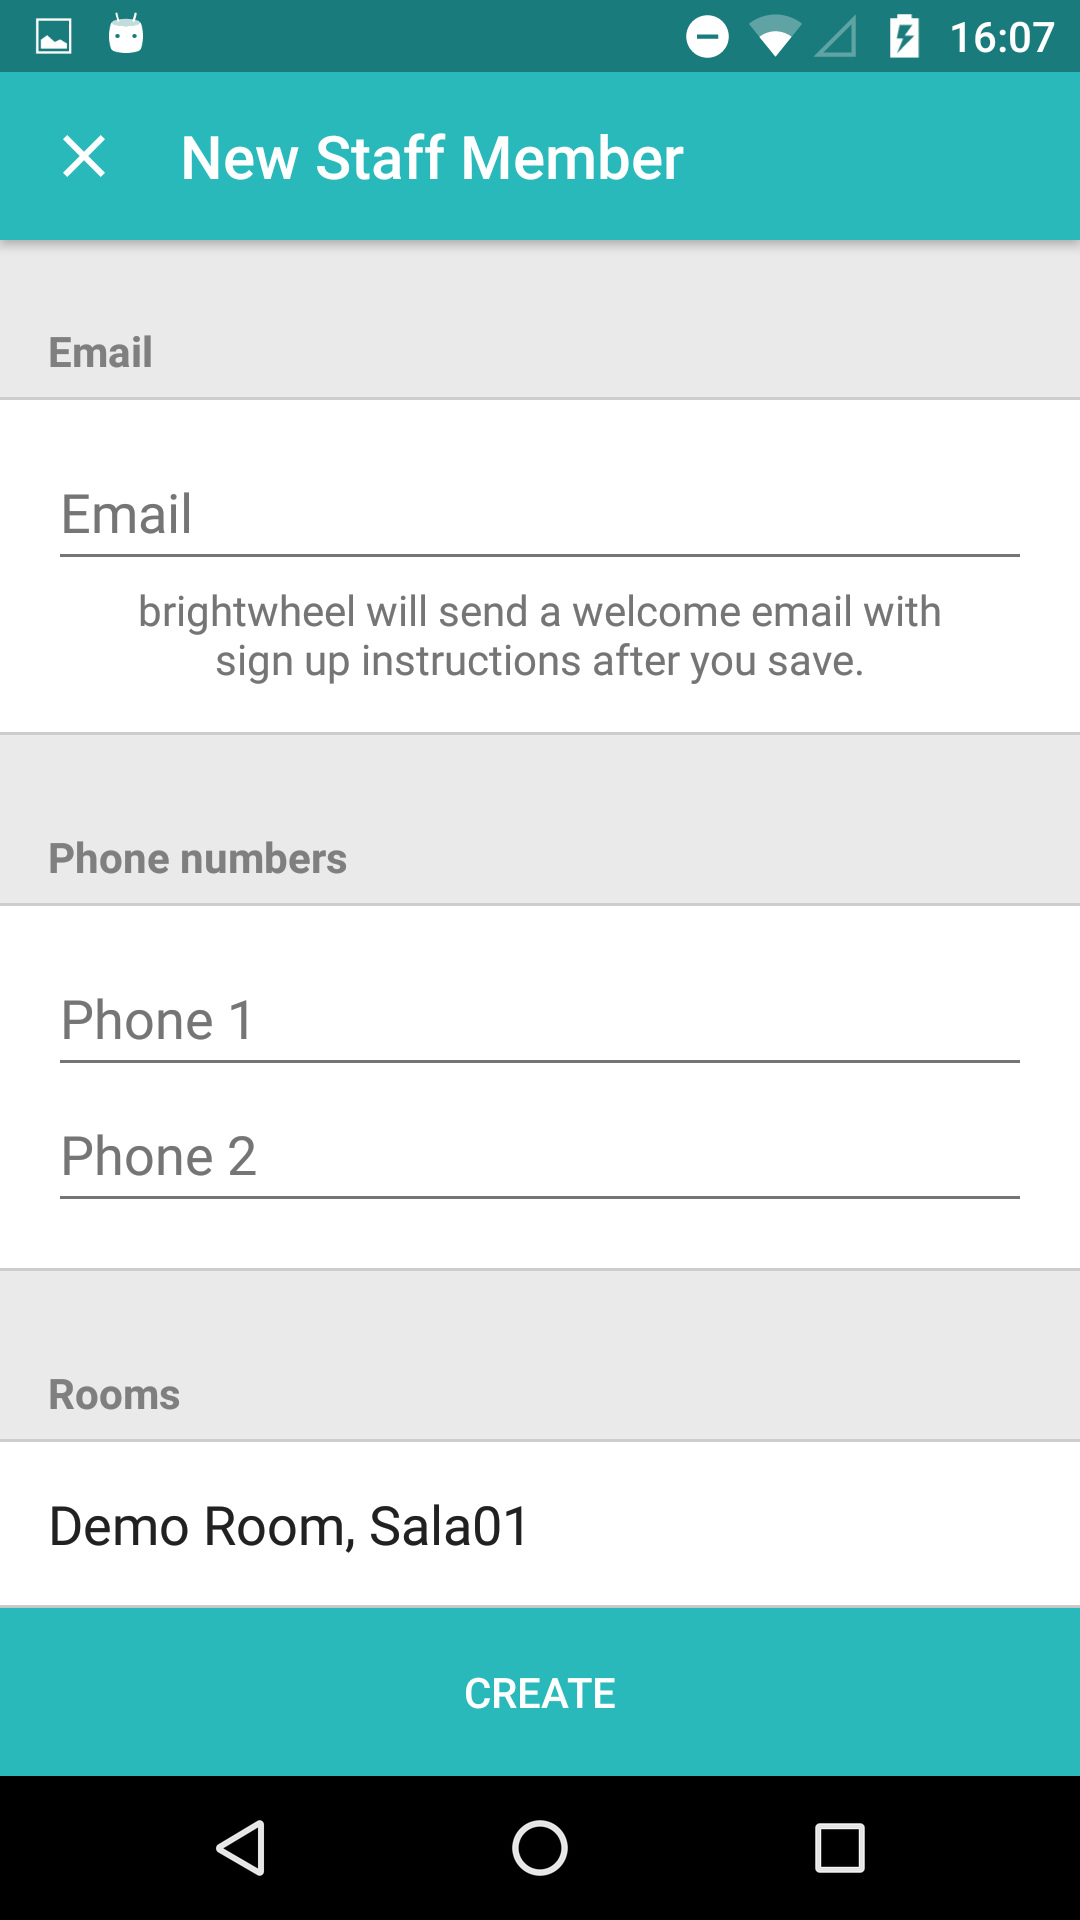 16:07
New Staff Member
Email
Email
brightwheel will send a welcome email with
sign up instructions after you save.
Phone numbers
Phone 1
Phone 2
Rooms
Demo Room, Sala01
CREATE